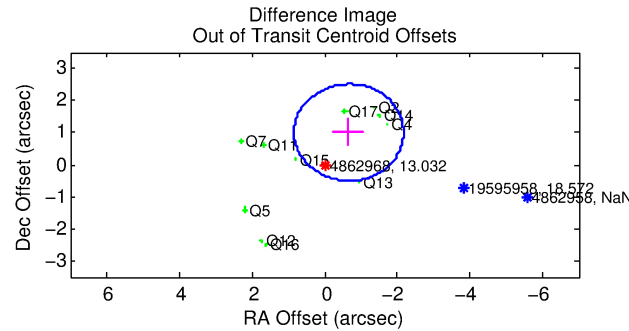 Difference Image
Out of Transit Centroid Offsets
Dec Offset (arcsec)
3
2
1
0
−1
−2
−3
Q17
Q2
Q14
Q4
Q7
Q11
Q15
4862968, 13.032
Q13
19595958, 18.572
4862958, NaN
Q5
Q12
Q16
6
4
2
0
−2
−4
−6
RA Offset (arcsec)